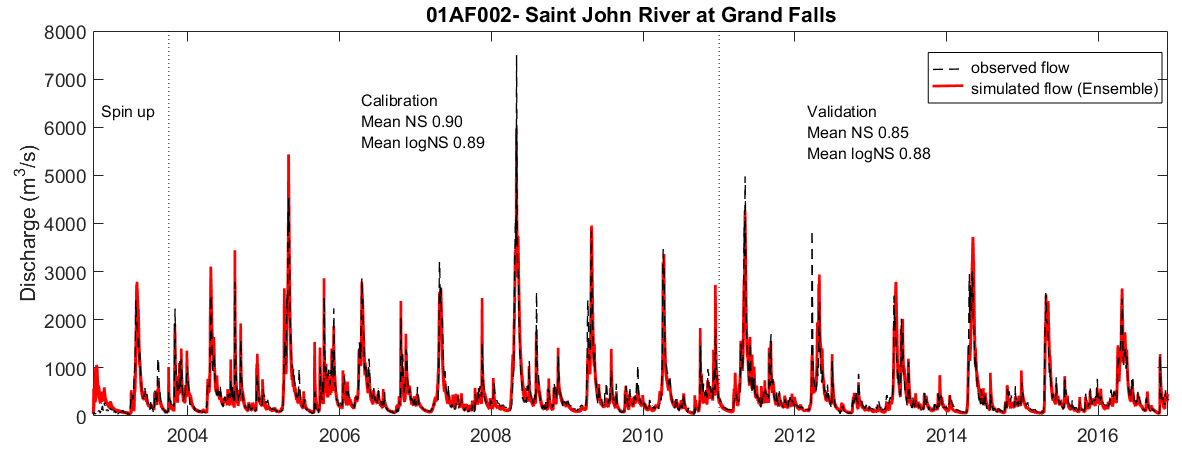 01AF002- Saint John River at Grand Falls
8000
7000
6000
5000
4000
3000
2000
1000
0
Discharge (m³/s)
Spin up
Calibration
Mean NS 0.90
Mean logNS 0.89
Validation
Mean NS 0.85
Mean logNS 0.88
observed flow
simulated flow (Ensemble)
2004 2006 2008 2010 2012 2014 2016